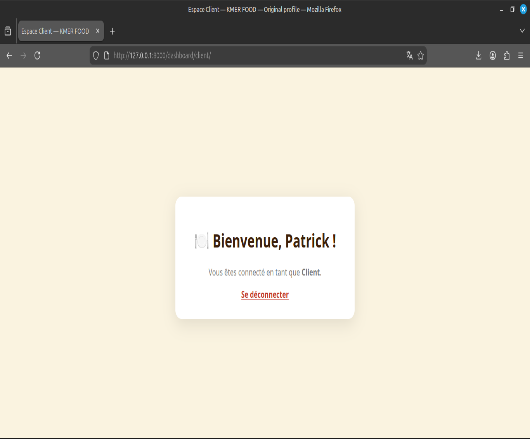 Espace Client — KMER FOOD — Original profile — Mozilla Firefox
Espace Client — KMER FOOD
http://127.0.0.1:8000/dashboard/client/
Bienvenue, Patrick !
Vous êtes connecté en tant que Client.
Se déconnecter